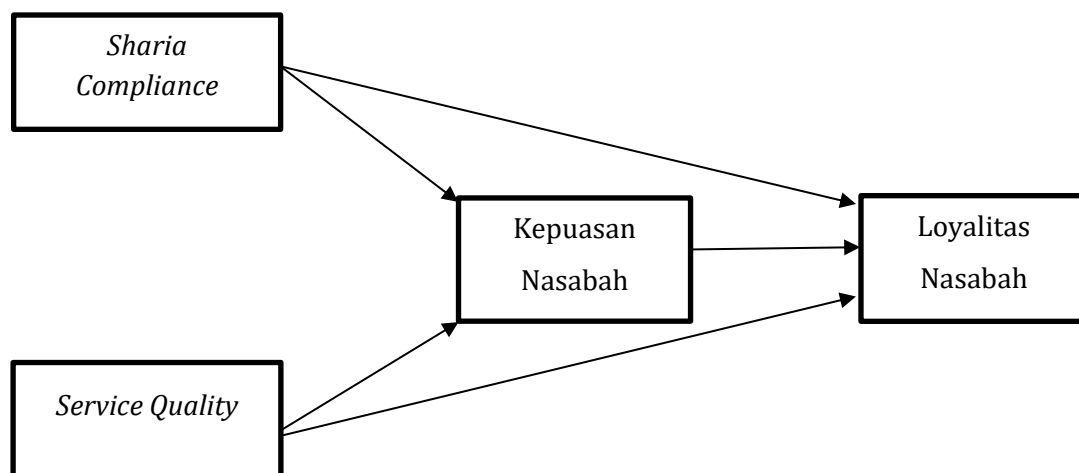 Sharia
Compliance
Kepuasan
Nasabah
Loyalitas
Nasabah
Service Quality